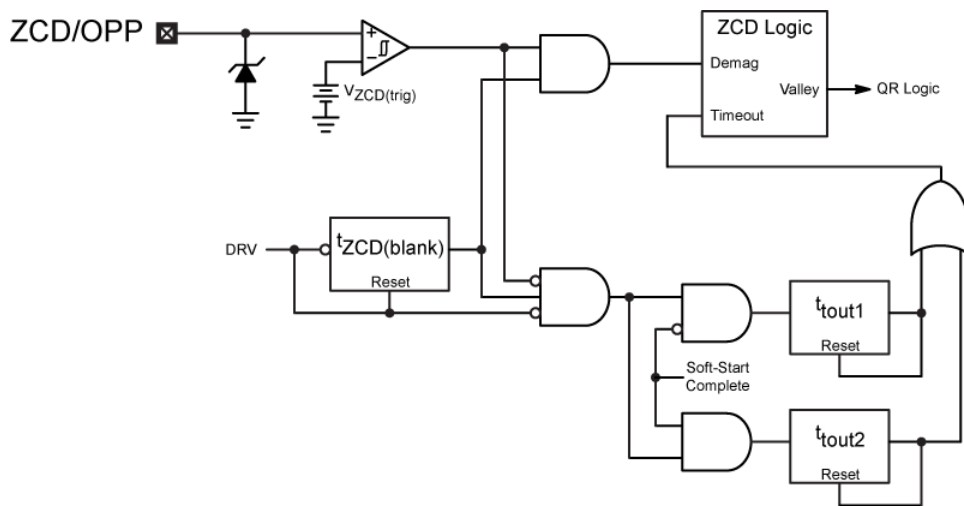 ZCD/OPP
+
−
VZCD(trig)
ZCD Logic
Demag
Valley
QR Logic
Timeout
DRV
tZCD(blank)
Reset
ttout1
Reset
Soft-Start
Complete
ttout2
Reset